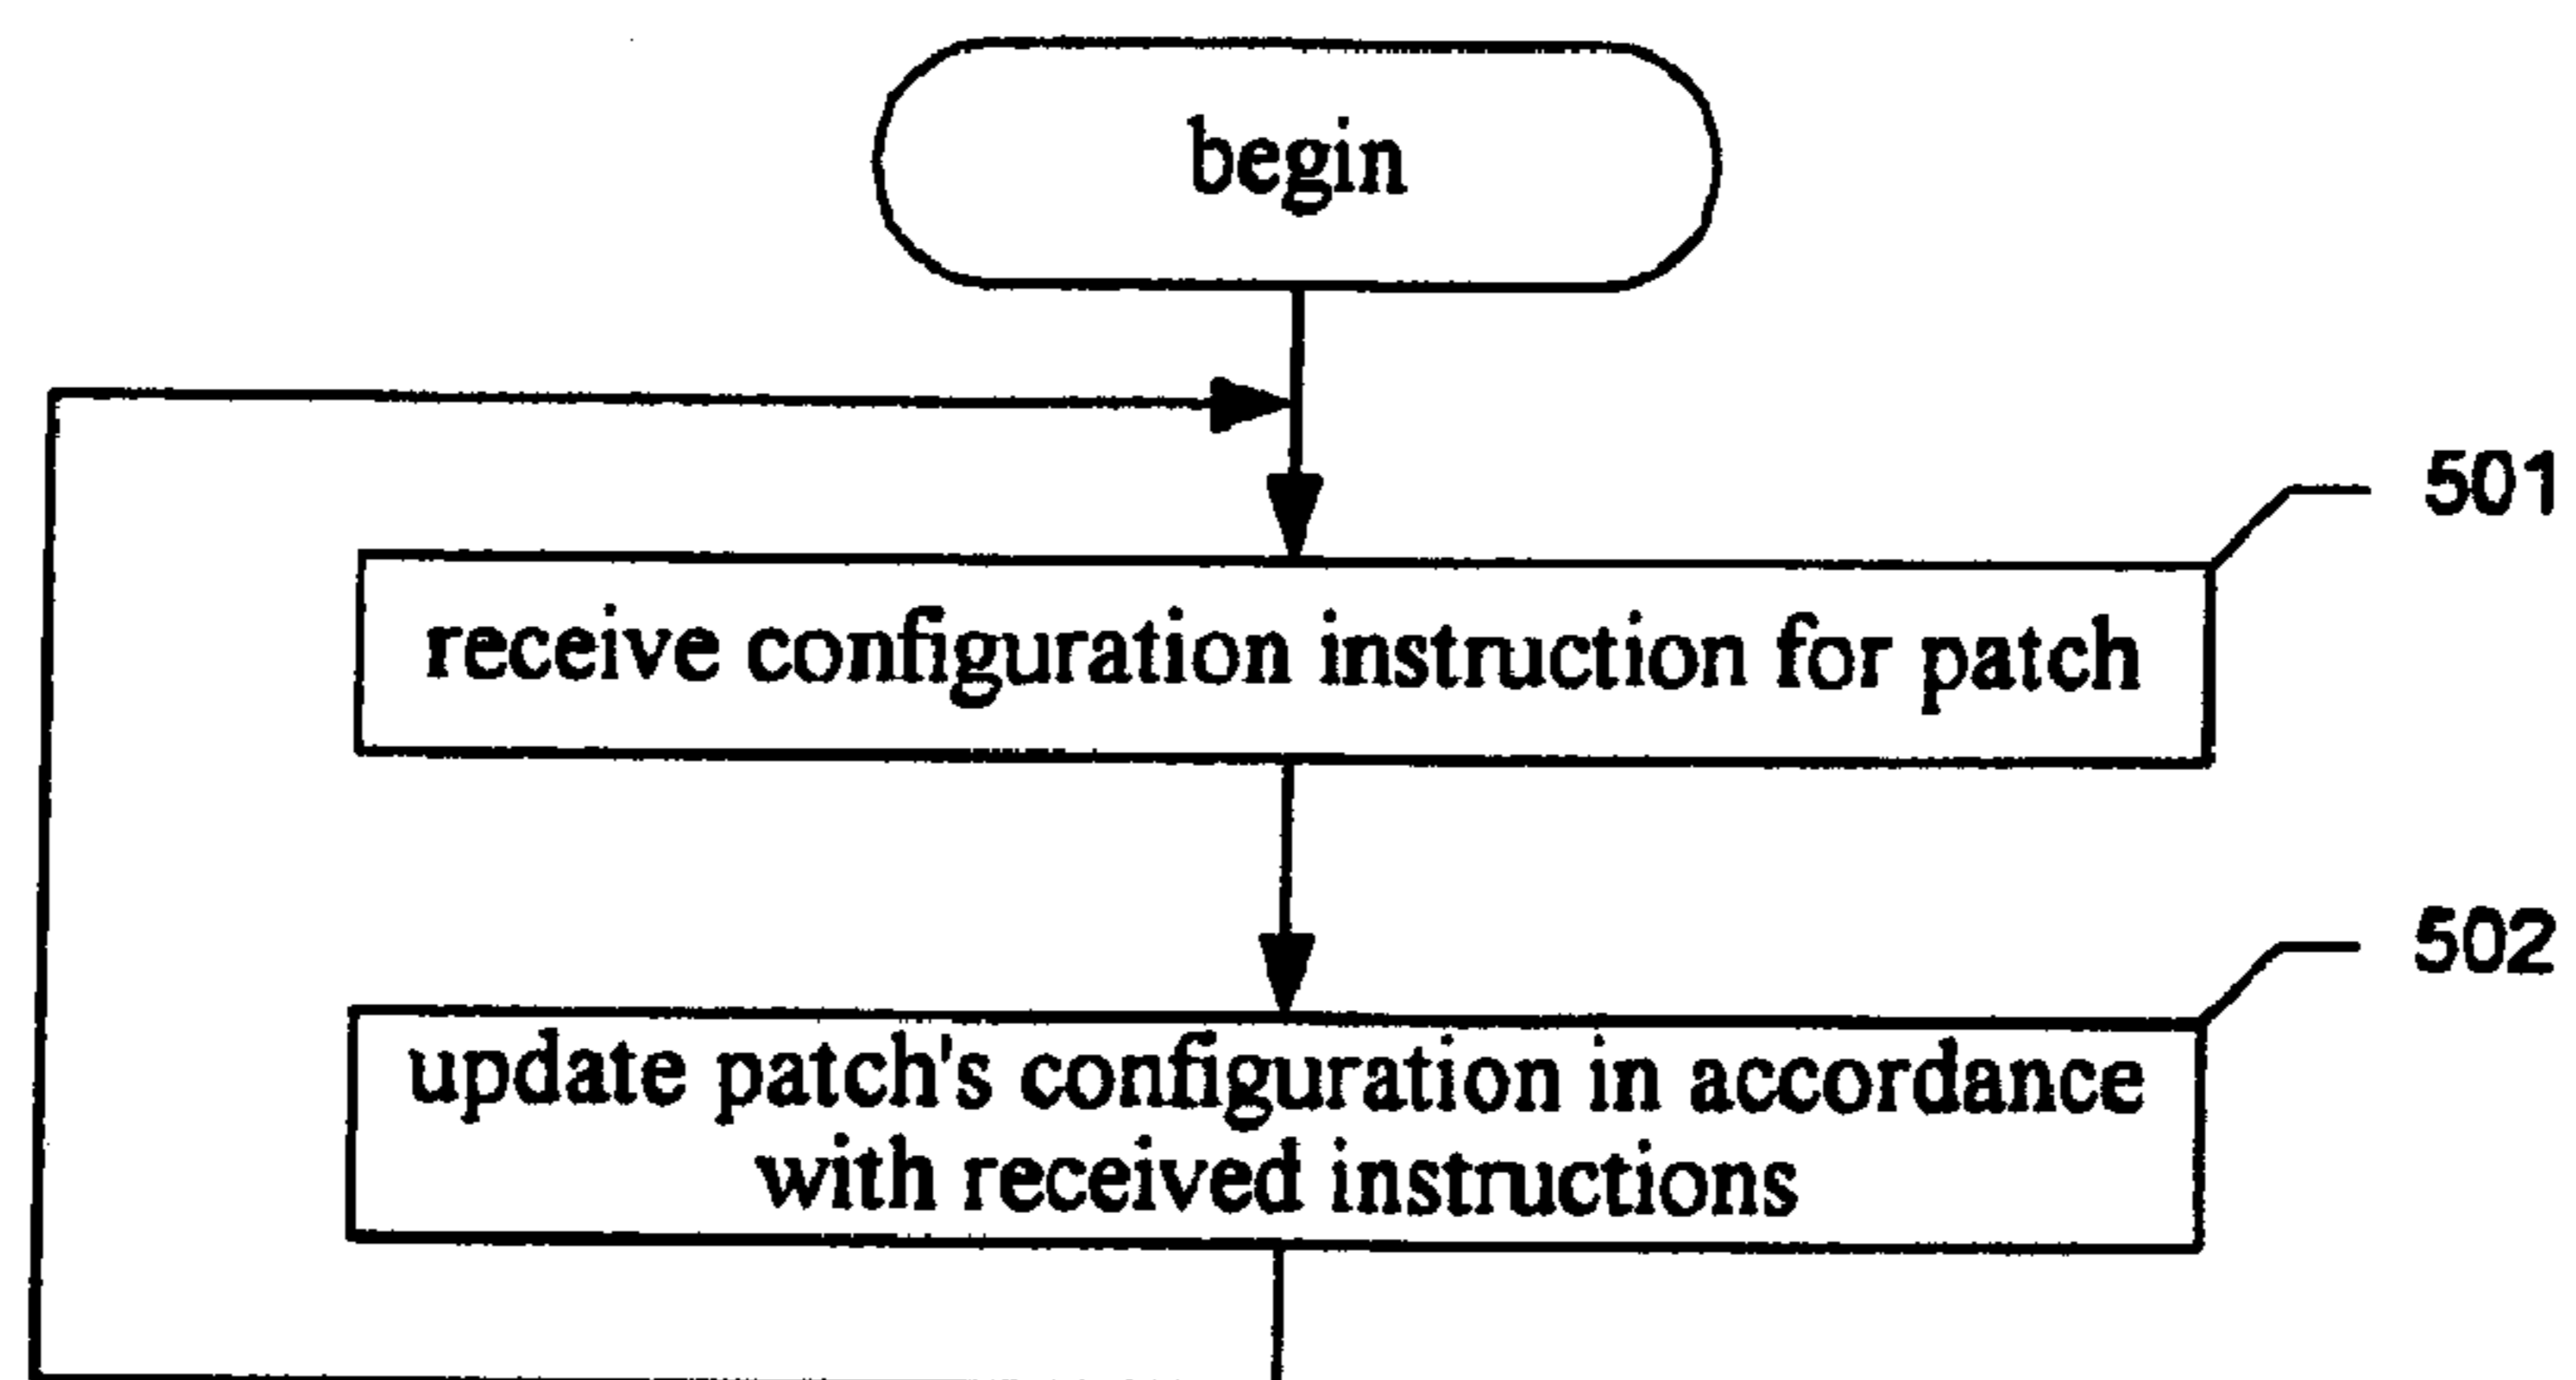 begin
501
receive configuration instruction for patch
502
update patch's configuration in accordance
with received instructions